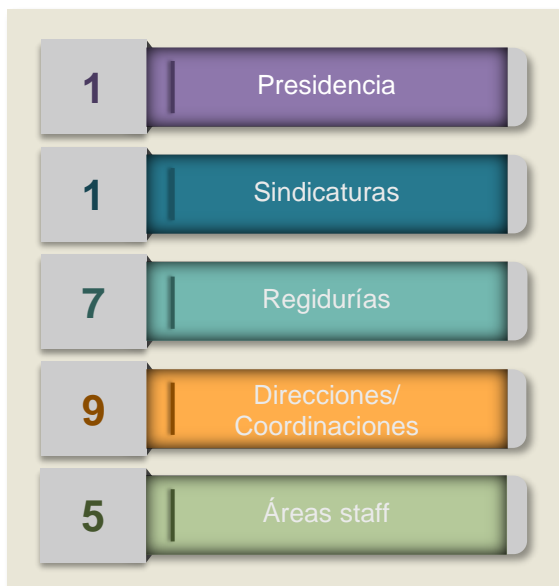 1
Presidencia
1
Sindicaturas
7
Regidurías
9
Direcciones/
Coordinaciones
5
Áreas staff